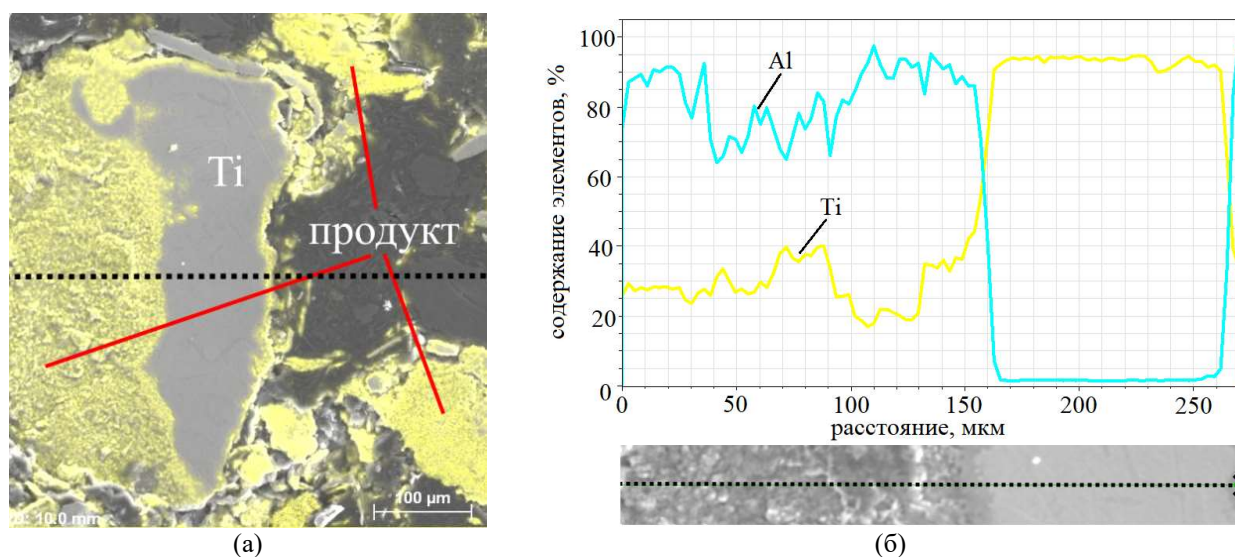 Ti
продукт
100 μm
: 10.0 mm
(а)
содержание элементов, %
100
80
60
40
20
0
Al
Ti
0
50
100
150
200
250
расстояние, мкм
(б)